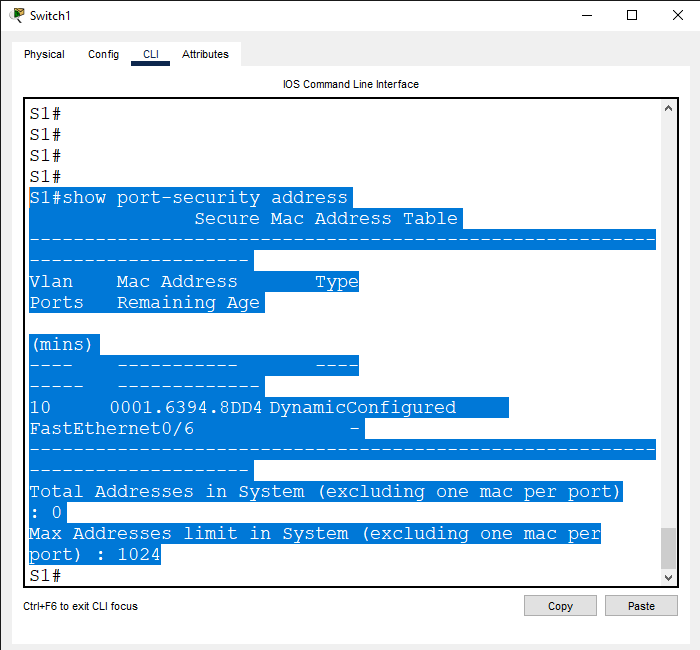 Switch1
Physical Config CLI Attributes
IOS Command Line Interface
S1#
S1#
S1#
S1#
S1#show port-security address
Secure Mac Address Table
---------------------------------------------------------
--------------------
Vlan Mac Address Type
Ports Remaining Age
(mins)
---- ----------- ----
----- -------------
10 0001.6394.8DD4 DynamicConfigured
FastEthernet0/6 -
---------------------------------------------------------
--------------------
Total Addresses in System (excluding one mac per port)
: 0
Max Addresses limit in System (excluding one mac per
port) : 1024
S1#
Ctrl+F6 to exit CLI focus
Copy Paste